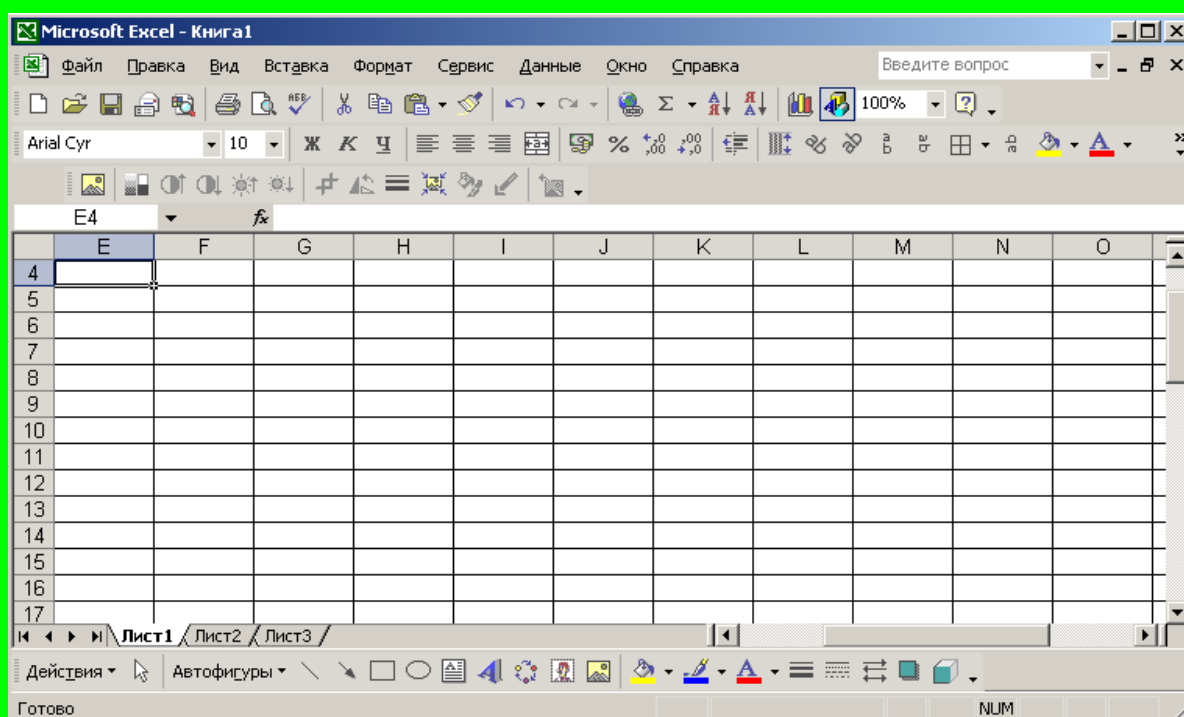 Microsoft Excel - Книга1
Файл Правка Вид Вставка Формат Сервис Данные Окно Справка Введите вопрос
100%
Arial Cyr 10 Ж К Ч %
E4 fx
E F G H I J K L M N O
4
5
6
7
8
9
10
11
12
13
14
15
16
17
Лист1 Лист2 Лист3
Действия Автофигуры
Готово NUM